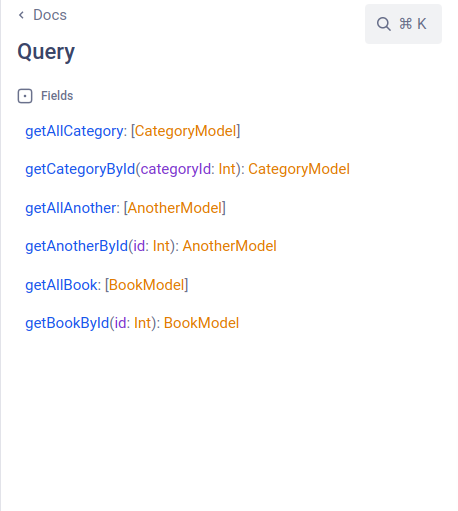 Docs
⌘ K
Query
Fields
getAllCategory: [CategoryModel]
getCategoryById(categoryId: Int): CategoryModel
getAllAnother: [AnotherModel]
getAnotherById(id: Int): AnotherModel
getAllBook: [BookModel]
getBookById(id: Int): BookModel